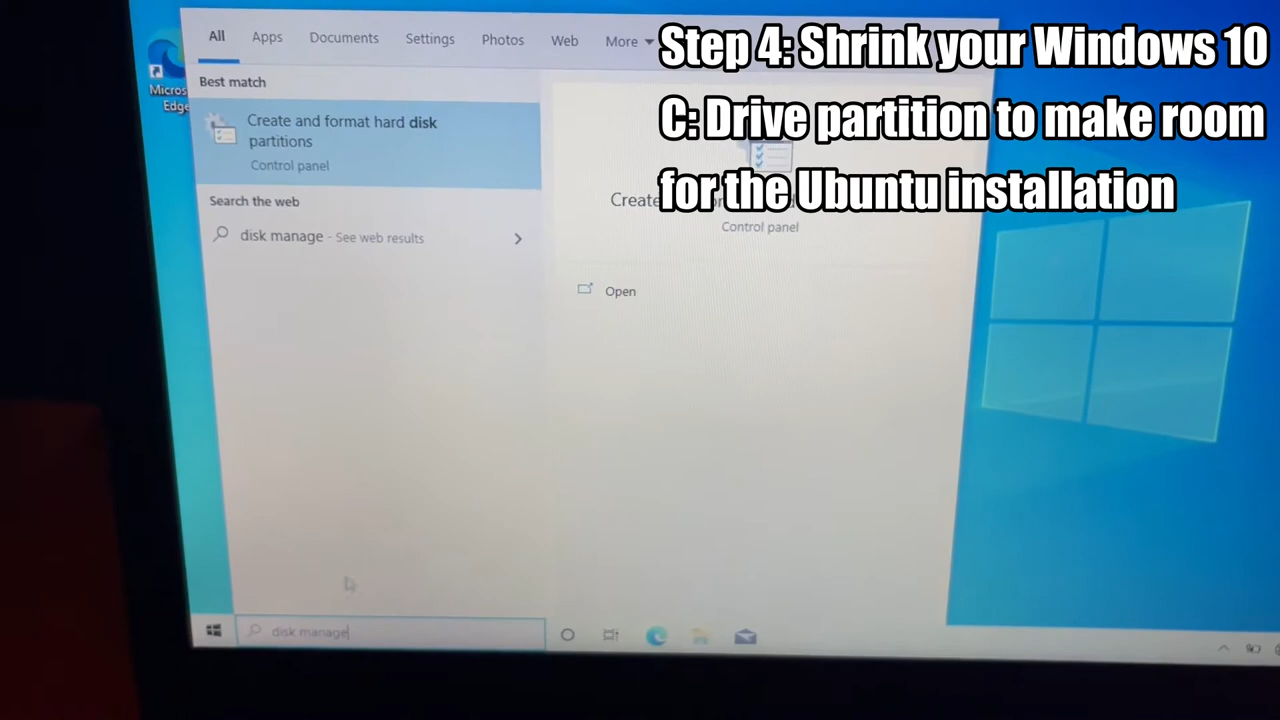 Step 4: Shrink your Windows 10
C: Drive partition to make room
for the Ubuntu installation
All Apps Documents Settings Photos Web More
Best match
Create and format hard disk
partitions
Control panel
Search the web
disk manage - See web results
Microso
Edge
Create
Control panel
Open
disk manage